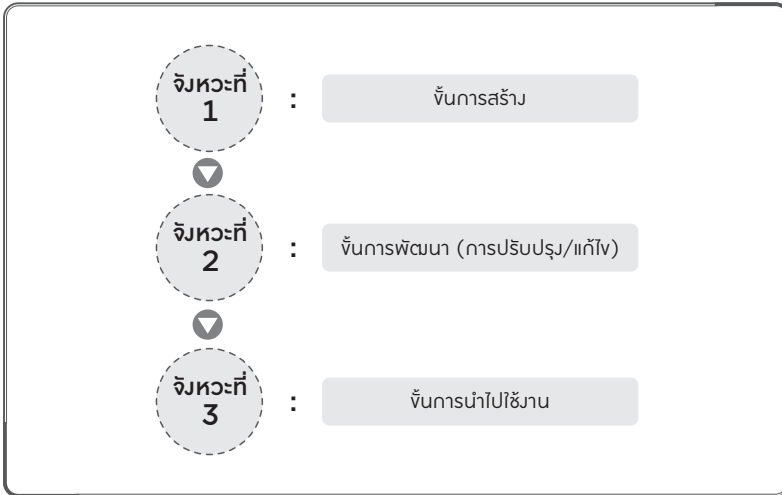 จังหวะที่
1
:
ขั้นการสร้าง
จังหวะที่
2
:
ขั้นการพัฒนา (การปรับปรุง/แก้ไข)
จังหวะที่
3
:
ขั้นการนำไปใช้งาน